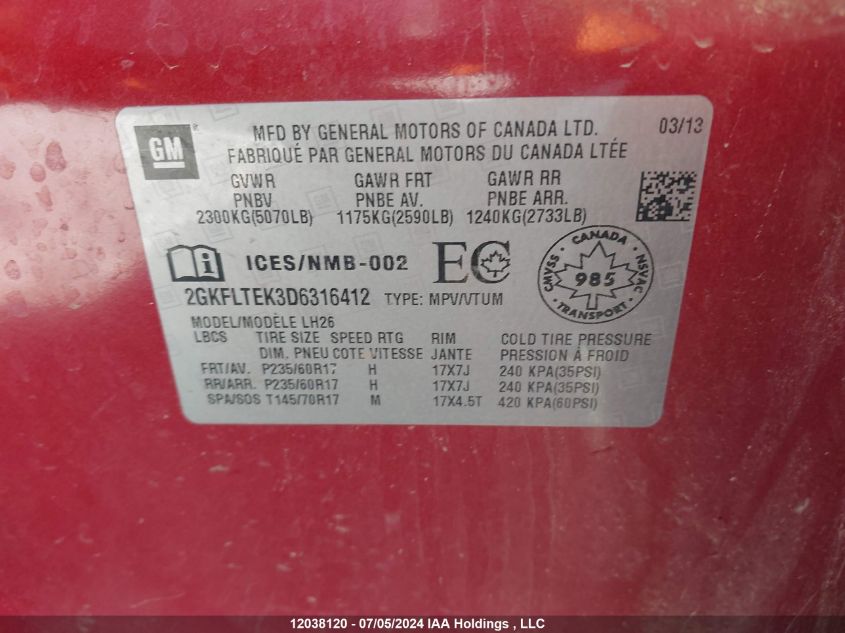 GM
MFD BY GENERAL MOTORS OF CANADA LTD. 03/13
FABRIQUÉ PAR GENERAL MOTORS DU CANADA LTÉE
GVWR GAWR FRT GAWR RR
PNBV PNBE AV. PNBE ARR.
2300KG(5070LB) 1175KG(2590LB) 1240KG(2733LB)
ICES/NMB-002 EC
CANADA
CMVSS 985 NSVAC
TRANSPORT
2GKFLTEK3D6316412 TYPE: MPV/VTUM
MODEL/MODÈLE LH26
LBCS TIRE SIZE SPEED RTG RIM COLD TIRE PRESSURE
DIM. PNEU COTE VITESSE JANTE PRESSION À FROID
FRT/AV. P235/60R17 H 17X7J 240 KPA(35PSI)
RR/ARR. P235/60R17 H 17X7J 240 KPA(35PSI)
SPA/SOS T145/70R17 M 17X4.5T 420 KPA(60PSI)
12038120 - 07/05/2024 IAA Holdings , LLC